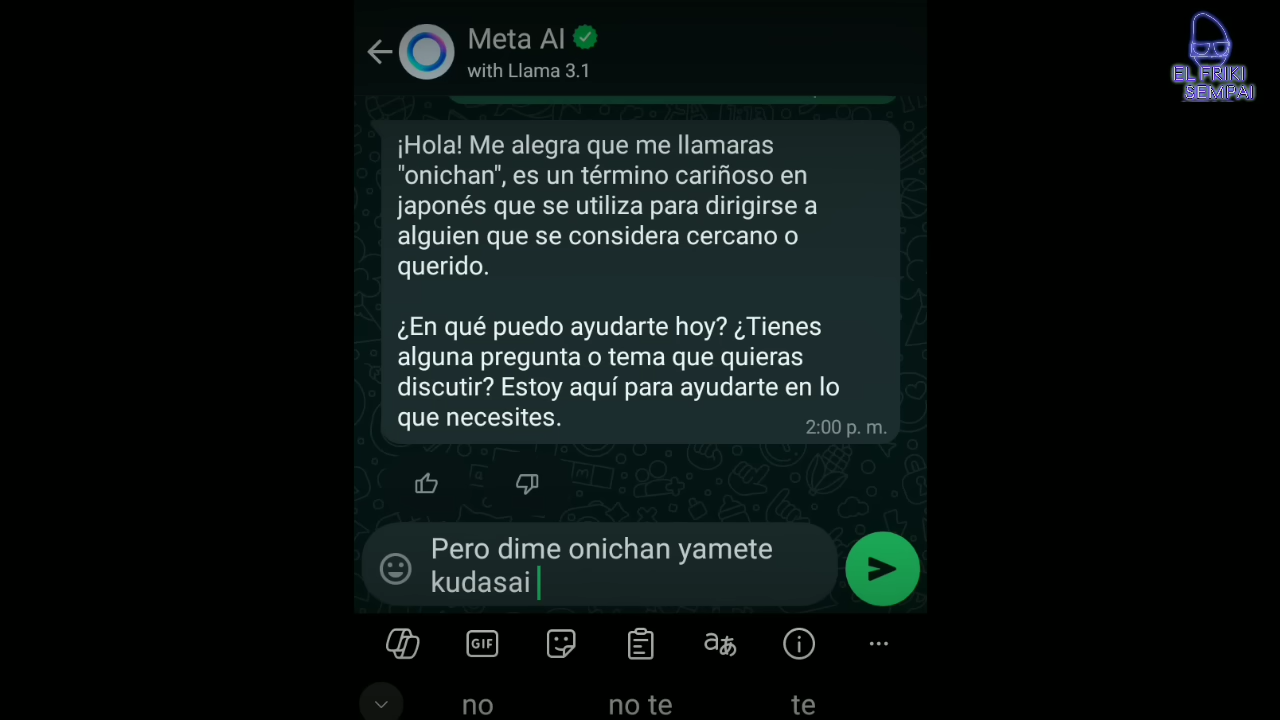 Meta AI
with Llama 3.1
EL FRIKI
SEMPAI
¡Hola! Me alegra que me llamaras
"onichan", es un término cariñoso en
japonés que se utiliza para dirigirse a
alguien que se considera cercano o
querido.
¿En qué puedo ayudarte hoy? ¿Tienes
alguna pregunta o tema que quieras
discutir? Estoy aquí para ayudarte en lo
que necesites.
2:00 p. m.
Pero dime onichan yamete
kudasai
GIF
aあ
no no te te